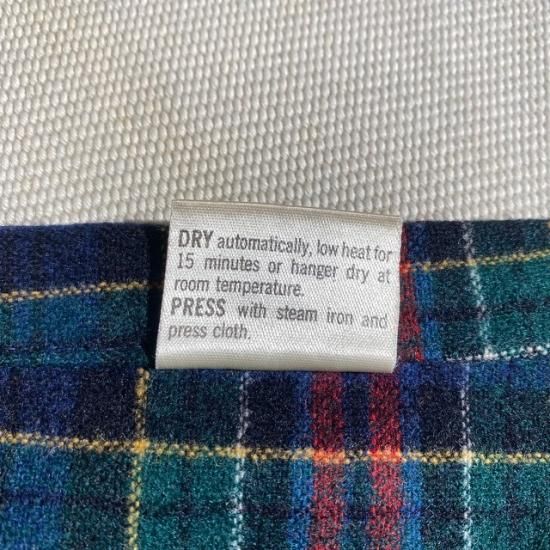 DRY automatically, low heat for
15 minutes or hanger dry at
room temperature.
PRESS with steam iron and
press cloth.